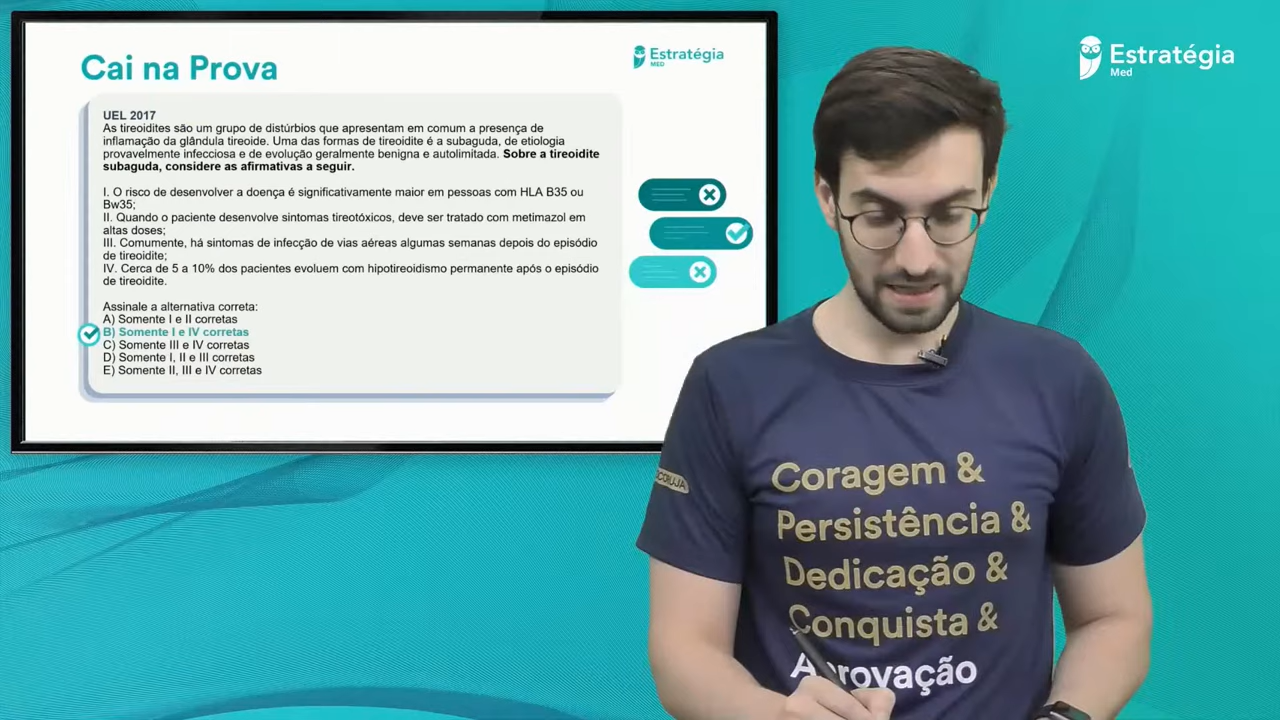 Cai na Prova
Estratégia
MED
UEL 2017
As tireoidites são um grupo de distúrbios que apresentam em comum a presença de
inflamação da glândula tireoide. Uma das formas de tireoidite é a subaguda, de etiologia
provavelmente infecciosa e de evolução geralmente benigna e autolimitada. Sobre a tireoidite
subaguda, considere as afirmativas a seguir.
I. O risco de desenvolver a doença é significativamente maior em pessoas com HLA B35 ou
Bw35;
II. Quando o paciente desenvolve sintomas tireotóxicos, deve ser tratado com metimazol em
altas doses;
III. Comumente, há sintomas de infecção de vias aéreas algumas semanas depois do episódio
de tireoidite;
IV. Cerca de 5 a 10% dos pacientes evoluem com hipotireoidismo permanente após o episódio
de tireoidite.
Assinale a alternativa correta:
A) Somente I e II corretas
B) Somente I e IV corretas
C) Somente III e IV corretas
D) Somente I, II e III corretas
E) Somente II, III e IV corretas
Estratégia
Med
Coragem &
Persistência &
Dedicação &
Conquista &
Aprovação